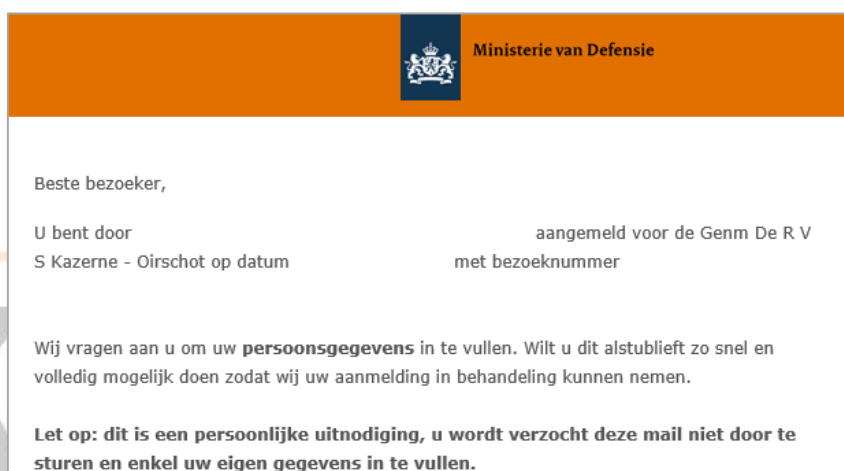 Ministerie van Defensie
Beste bezoeker,
U bent door aangemeld voor de Genm De R V
S Kazerne - Oirschot op datum met bezoeknummer
Wij vragen aan u om uw persoonsgegevens in te vullen. Wilt u dit alstublieft zo snel en
volledig mogelijk doen zodat wij uw aanmelding in behandeling kunnen nemen.
Let op: dit is een persoonlijke uitnodiging, u wordt verzocht deze mail niet door te
sturen en enkel uw eigen gegevens in te vullen.